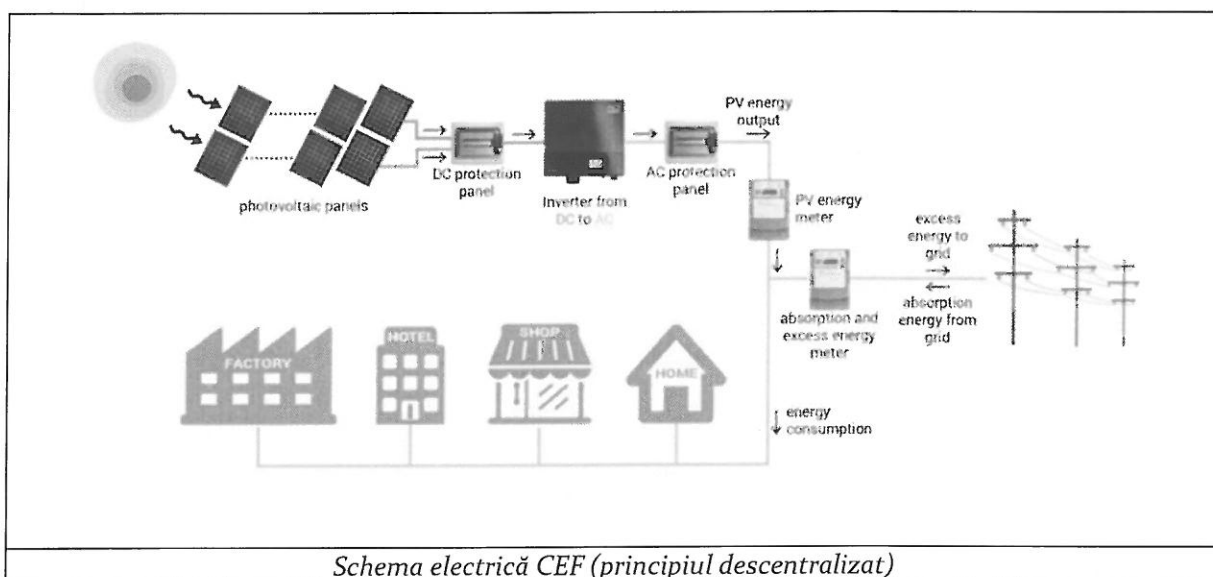 PV energy
output
DC protection
panel
AC protection
panel
photovoltaic panels
Inverter from
DC to AC
PV energy
meter
excess
energy to
grid
absorption and
excess energy
meter
absorption
energy from
grid
FACTORY
HOTEL
SHOP
HOME
energy
consumption
Schema electrică CEF (principiul descentralizat)